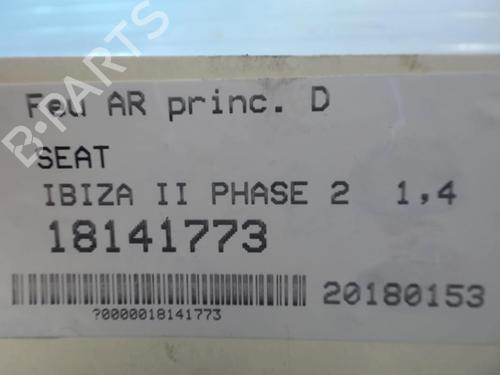 Feu AR princ. D
SEAT
IBIZA II PHASE 2 1,4
18141773
20180153
?0000018141773
B-PARTS